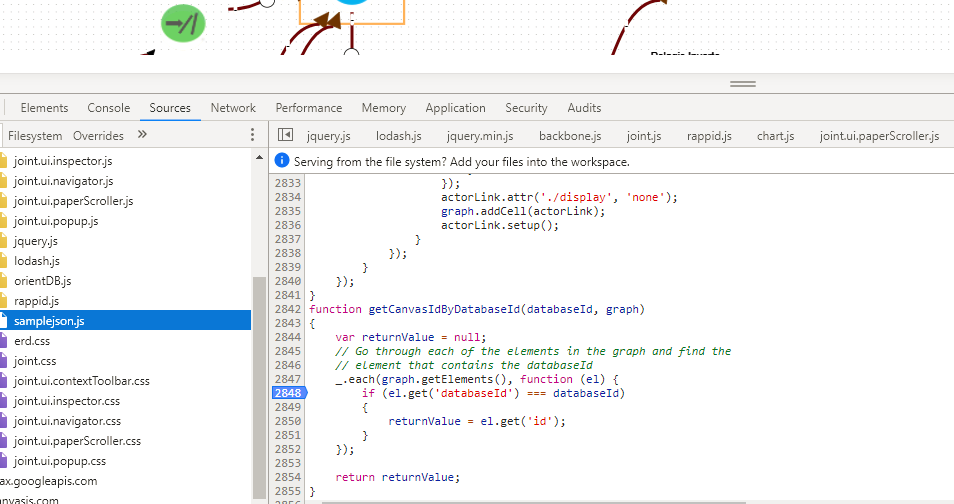 Elements Console Sources Network Performance Memory Application Security Audits
Filesystem Overrides » jquery.js lodash.js jquery.min.js backbone.js joint.js rappid.js chart.js joint.ui.paperScroller.js
Serving from the file system? Add your files into the workspace.
joint.ui.inspector.js
joint.ui.navigator.js
joint.ui.paperScroller.js
joint.ui.popup.js
jquery.js
lodash.js
orientDB.js
rappid.js
samplejson.js
erd.css
joint.css
joint.ui.contextToolbar.css
joint.ui.inspector.css
joint.ui.navigator.css
joint.ui.paperScroller.css
joint.ui.popup.css
ax.googleapis.com
anvasis.com
2833 });
2834 actorLink.attr('./display', 'none');
2835 graph.addCell(actorLink);
2836 actorLink.setup();
2837 }
2838 });
2839 }
2840 });
2841 }
2842 function getCanvasIdByDatabaseId(databaseId, graph)
2843 {
2844 var returnValue = null;
2845 // Go through each of the elements in the graph and find the
2846 // element that contains the databaseId
2847 _.each(graph.getElements(), function (el) {
2848 if (el.get('databaseId') === databaseId)
2849 {
2850 returnValue = el.get('id');
2851 }
2852 });
2853
2854 return returnValue;
2855 }